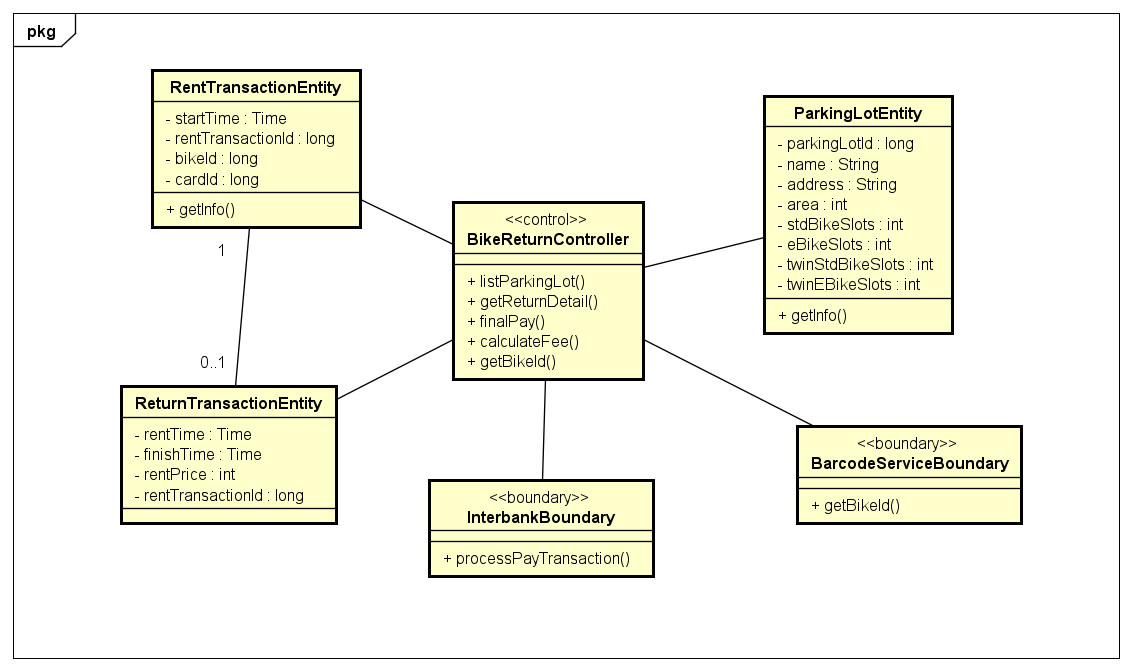 pkg
RentTransactionEntity
- startTime : Time
- rentTransactionId : long
- bikeId : long
- cardId : long
+ getInfo()
1
0..1
ReturnTransactionEntity
- rentTime : Time
- finishTime : Time
- rentPrice : int
- rentTransactionId : long
<<control>>
BikeReturnController
+ listParkingLot()
+ getReturnDetail()
+ finalPay()
+ calculateFee()
+ getBikeId()
<<boundary>>
InterbankBoundary
+ processPayTransaction()
ParkingLotEntity
- parkingLotId : long
- name : String
- address : String
- area : int
- stdBikeSlots : int
- eBikeSlots : int
- twinStdBikeSlots : int
- twinEBikeSlots : int
+ getInfo()
<<boundary>>
BarcodeServiceBoundary
+ getBikeId()